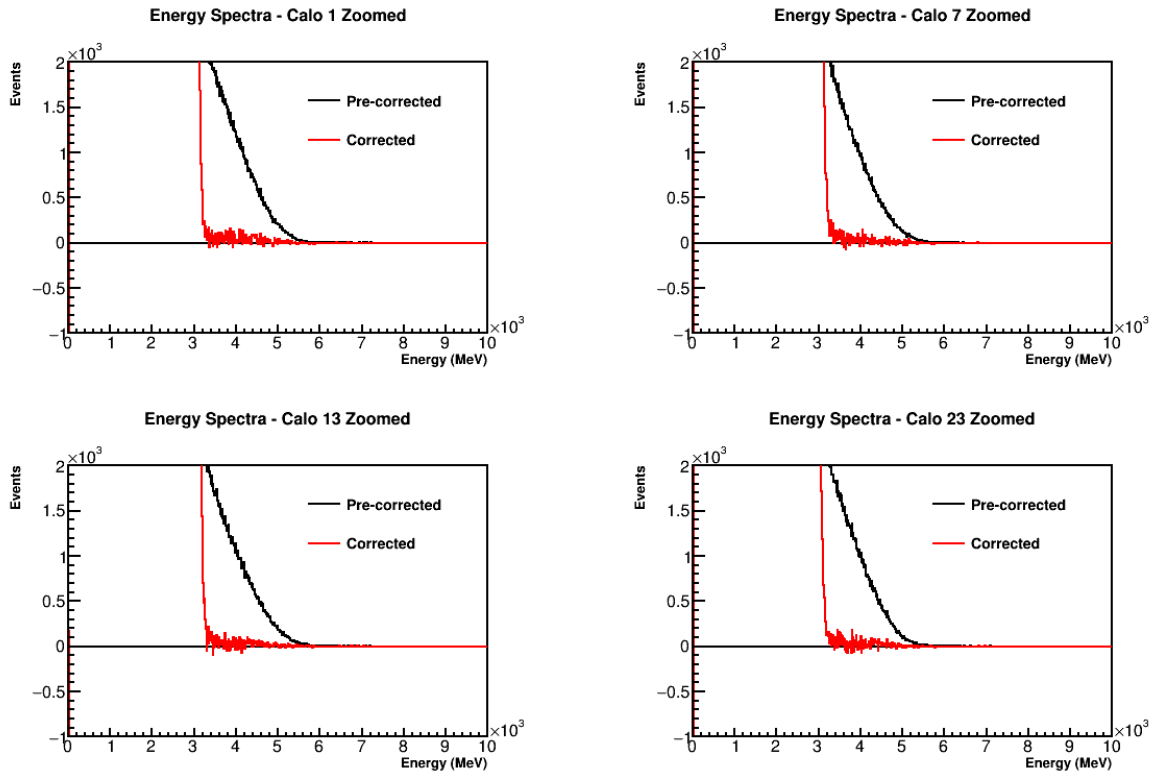 Energy Spectra - Calo 1 Zoomed
×10³
Events
2
1.5
1
0.5
0
−0.5
−1
Pre-corrected
Corrected
0 1 2 3 4 5 6 7 8 9 10
×10³
Energy (MeV)
Energy Spectra - Calo 7 Zoomed
×10³
Events
2
1.5
1
0.5
0
−0.5
−1
Pre-corrected
Corrected
0 1 2 3 4 5 6 7 8 9 10
×10³
Energy (MeV)
Energy Spectra - Calo 13 Zoomed
×10³
Events
2
1.5
1
0.5
0
−0.5
−1
Pre-corrected
Corrected
0 1 2 3 4 5 6 7 8 9 10
×10³
Energy (MeV)
Energy Spectra - Calo 23 Zoomed
×10³
Events
2
1.5
1
0.5
0
−0.5
−1
Pre-corrected
Corrected
0 1 2 3 4 5 6 7 8 9 10
×10³
Energy (MeV)